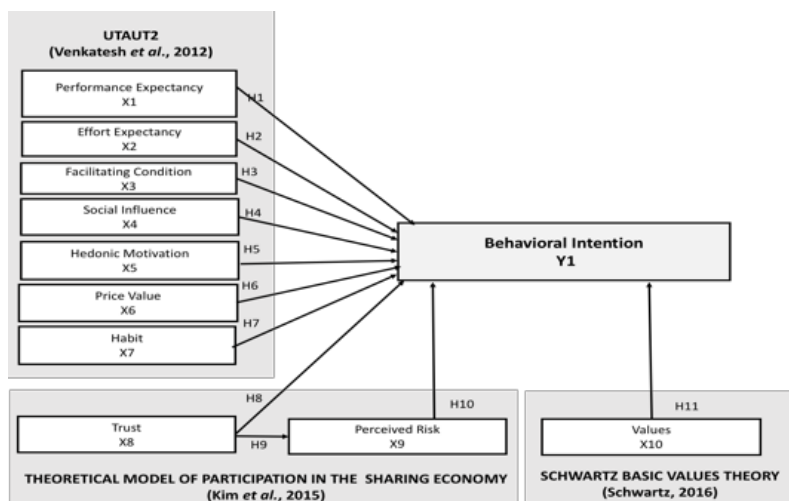 UTAUT2
(Venkatesh et al., 2012)
Performance Expectancy
X1
H1
Effort Expectancy
X2
H2
Facilitating Condition
X3
H3
Social Influence
X4
H4
Hedonic Motivation
X5
H5
Price Value
X6
H6
Habit
X7
H7
Behavioral Intention
Y1
H8
Trust
X8
H9
Perceived Risk
X9
H10
THEORETICAL MODEL OF PARTICIPATION IN THE SHARING ECONOMY
(Kim et al., 2015)
H11
Values
X10
SCHWARTZ BASIC VALUES THEORY
(Schwartz, 2016)